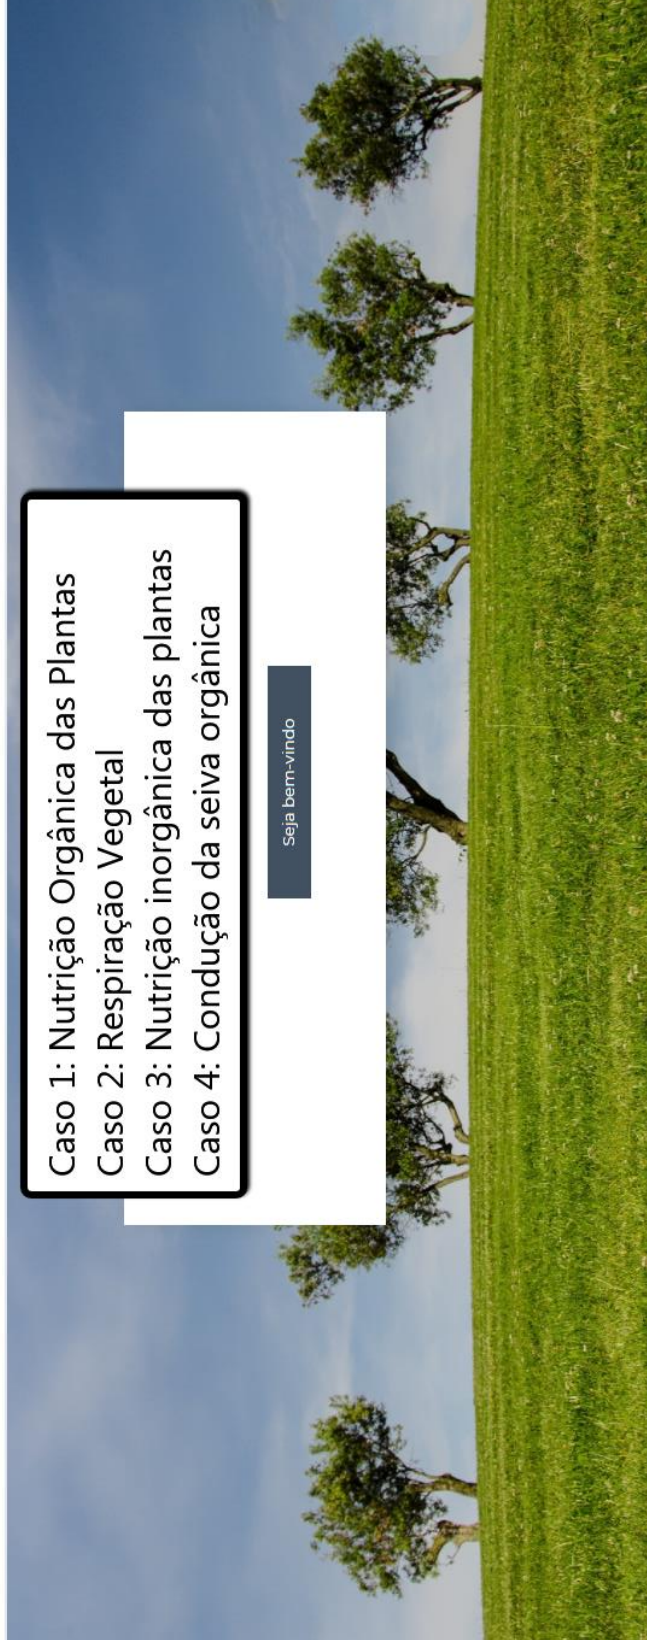 Caso 1: Nutrição Orgânica das Plantas
Caso 2: Respiração Vegetal
Caso 3: Nutrição inorgânica das plantas
Caso 4: Condução da seiva orgânica
Seja bem-vindo